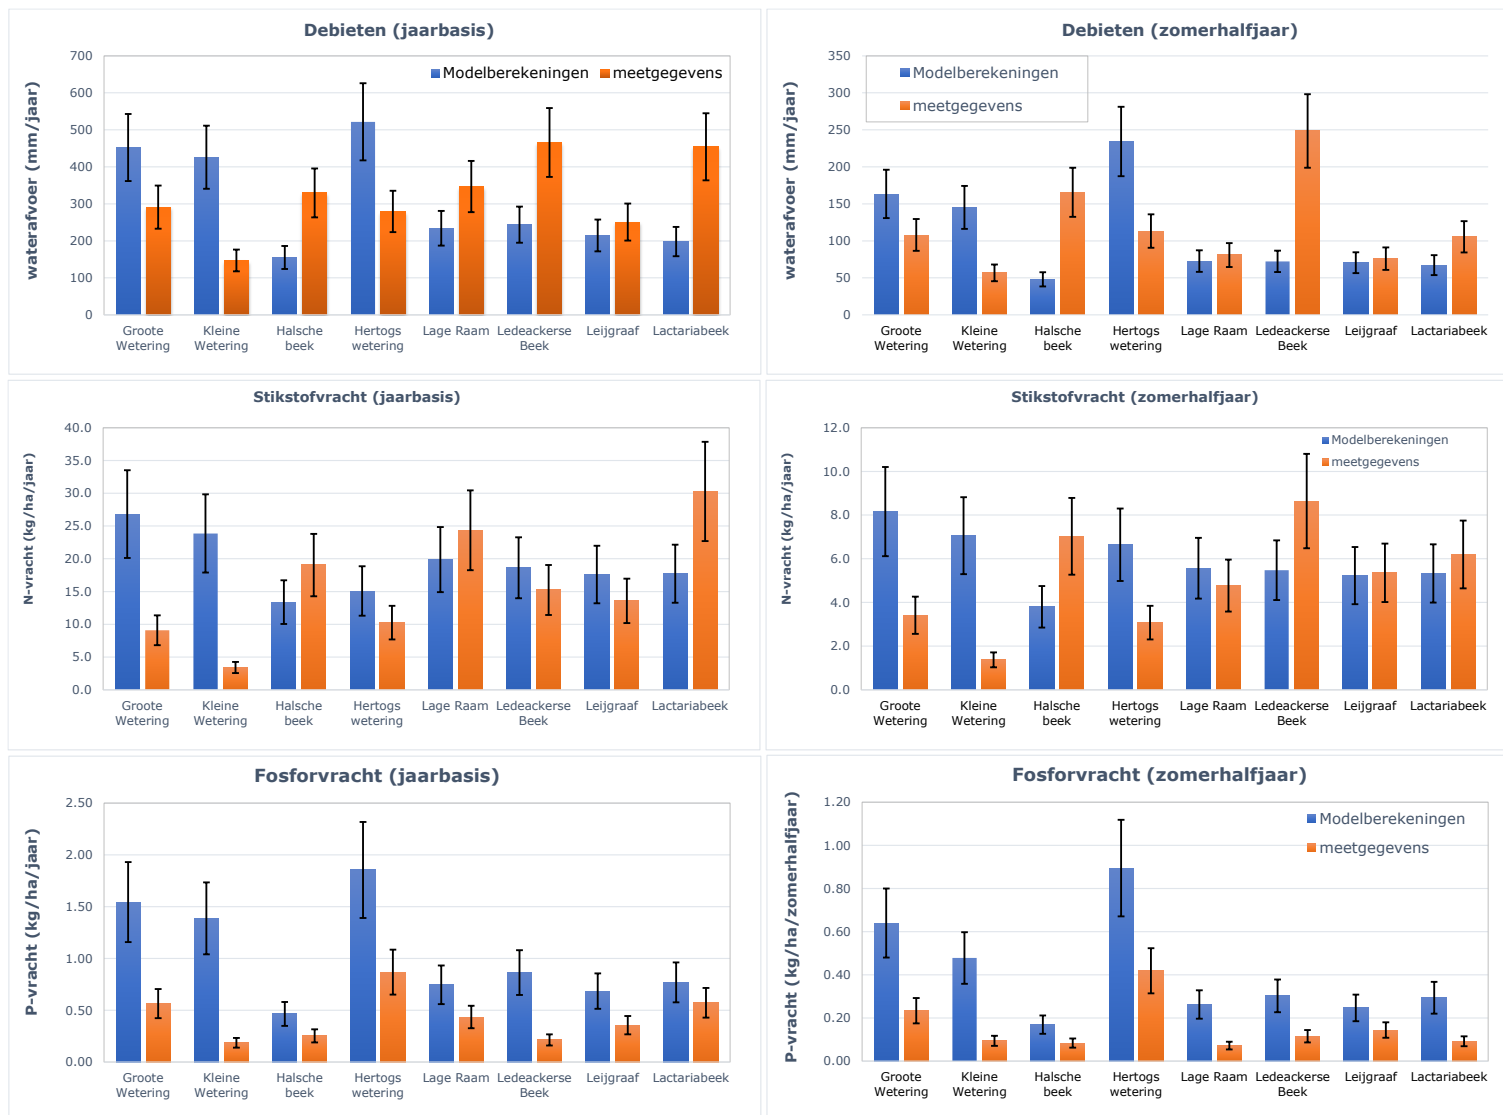 Debieten (jaarbasis)
waterafvoer (mm/jaar)
Modelberekeningen
meetgegevens
700
600
500
400
300
200
100
0
Groote Wetering
Kleine Wetering
Halsche beek
Hertogs wetering
Lage Raam
Ledeackerse Beek
Leijgraaf
Lactariabeek
Debieten (zomerhalfjaar)
waterafvoer (mm/jaar)
Modelberekeningen
meetgegevens
350
300
250
200
150
100
50
0
Groote Wetering
Kleine Wetering
Halsche beek
Hertogs wetering
Lage Raam
Ledeackerse Beek
Leijgraaf
Lactariabeek
Stikstofvracht (jaarbasis)
N-vracht (kg/ha/jaar)
40.0
35.0
30.0
25.0
20.0
15.0
10.0
5.0
0.0
Groote Wetering
Kleine Wetering
Halsche beek
Hertogs wetering
Lage Raam
Ledeackerse Beek
Leijgraaf
Lactariabeek
Stikstofvracht (zomerhalfjaar)
N-vracht (kg/ha/jaar)
Modelberekeningen
meetgegevens
12.0
10.0
8.0
6.0
4.0
2.0
0.0
Groote Wetering
Kleine Wetering
Halsche beek
Hertogs wetering
Lage Raam
Ledeackerse Beek
Leijgraaf
Lactariabeek
Fosforvracht (jaarbasis)
P-vracht (kg/ha/jaar)
2.50
2.00
1.50
1.00
0.50
0.00
Groote Wetering
Kleine Wetering
Halsche beek
Hertogs wetering
Lage Raam
Ledeackerse Beek
Leijgraaf
Lactariabeek
Fosforvracht (zomerhalfjaar)
P-vracht (kg/ha/zomerhalfjaar)
Modelberekeningen
meetgegevens
1.20
1.00
0.80
0.60
0.40
0.20
0.00
Groote Wetering
Kleine Wetering
Halsche beek
Hertogs wetering
Lage Raam
Ledeackerse Beek
Leijgraaf
Lactariabeek